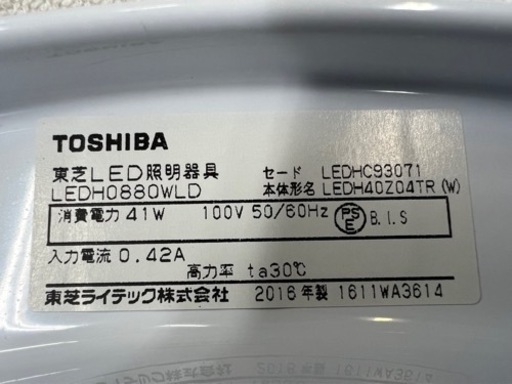 TOSHIBA
東芝LED照明器具
LEDH0880WLD
セード LEDHC93071
本体形名 LEDH40Z04TR (W)
消費電力 41W 100V 50/60Hz PSE B.I.S
入力電流 0.42A
高力率 ta30℃
東芝ライテック株式会社 2016年製 1611WA3614